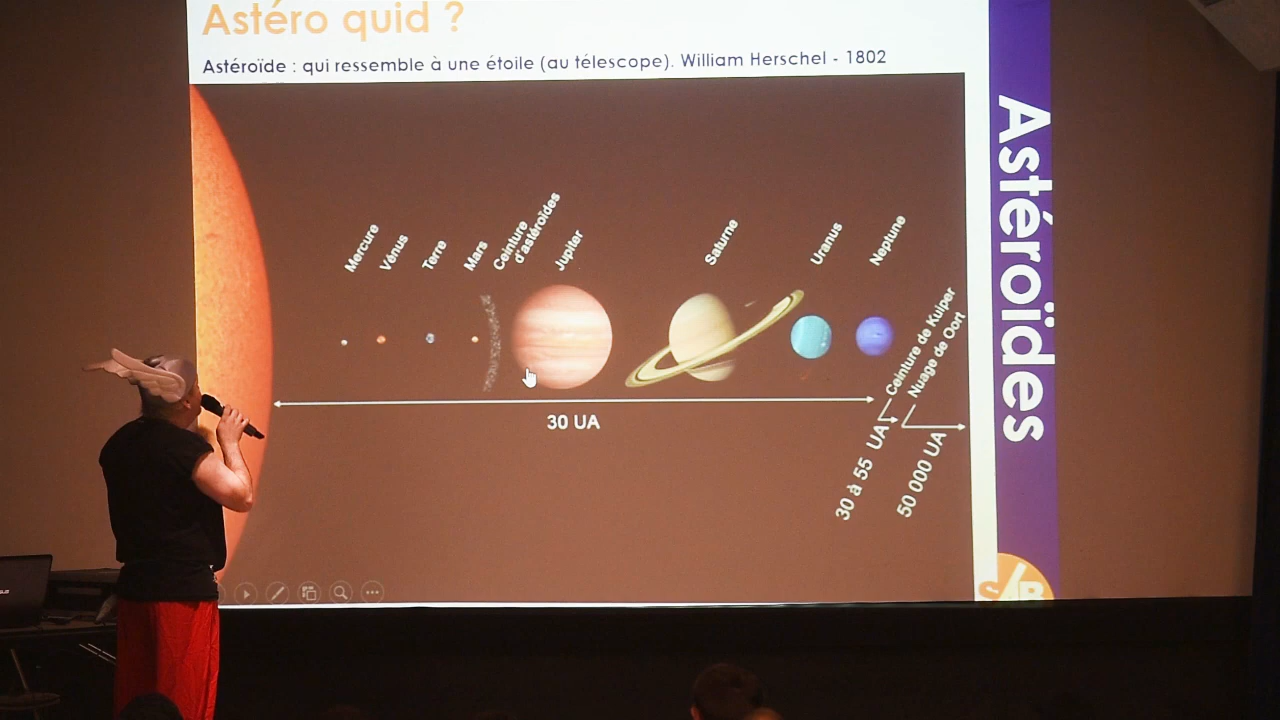 Astéro quid ?
Astéroïde : qui ressemble à une étoile (au télescope). William Herschel - 1802
Mercure
Vénus
Terre
Mars
Ceinture
d'astéroïdes
Jupiter
Saturne
Uranus
Neptune
Ceinture de Kuiper
Nuage de Oort
30 UA
30 à 55 UA
50 000 UA
Astéroïdes